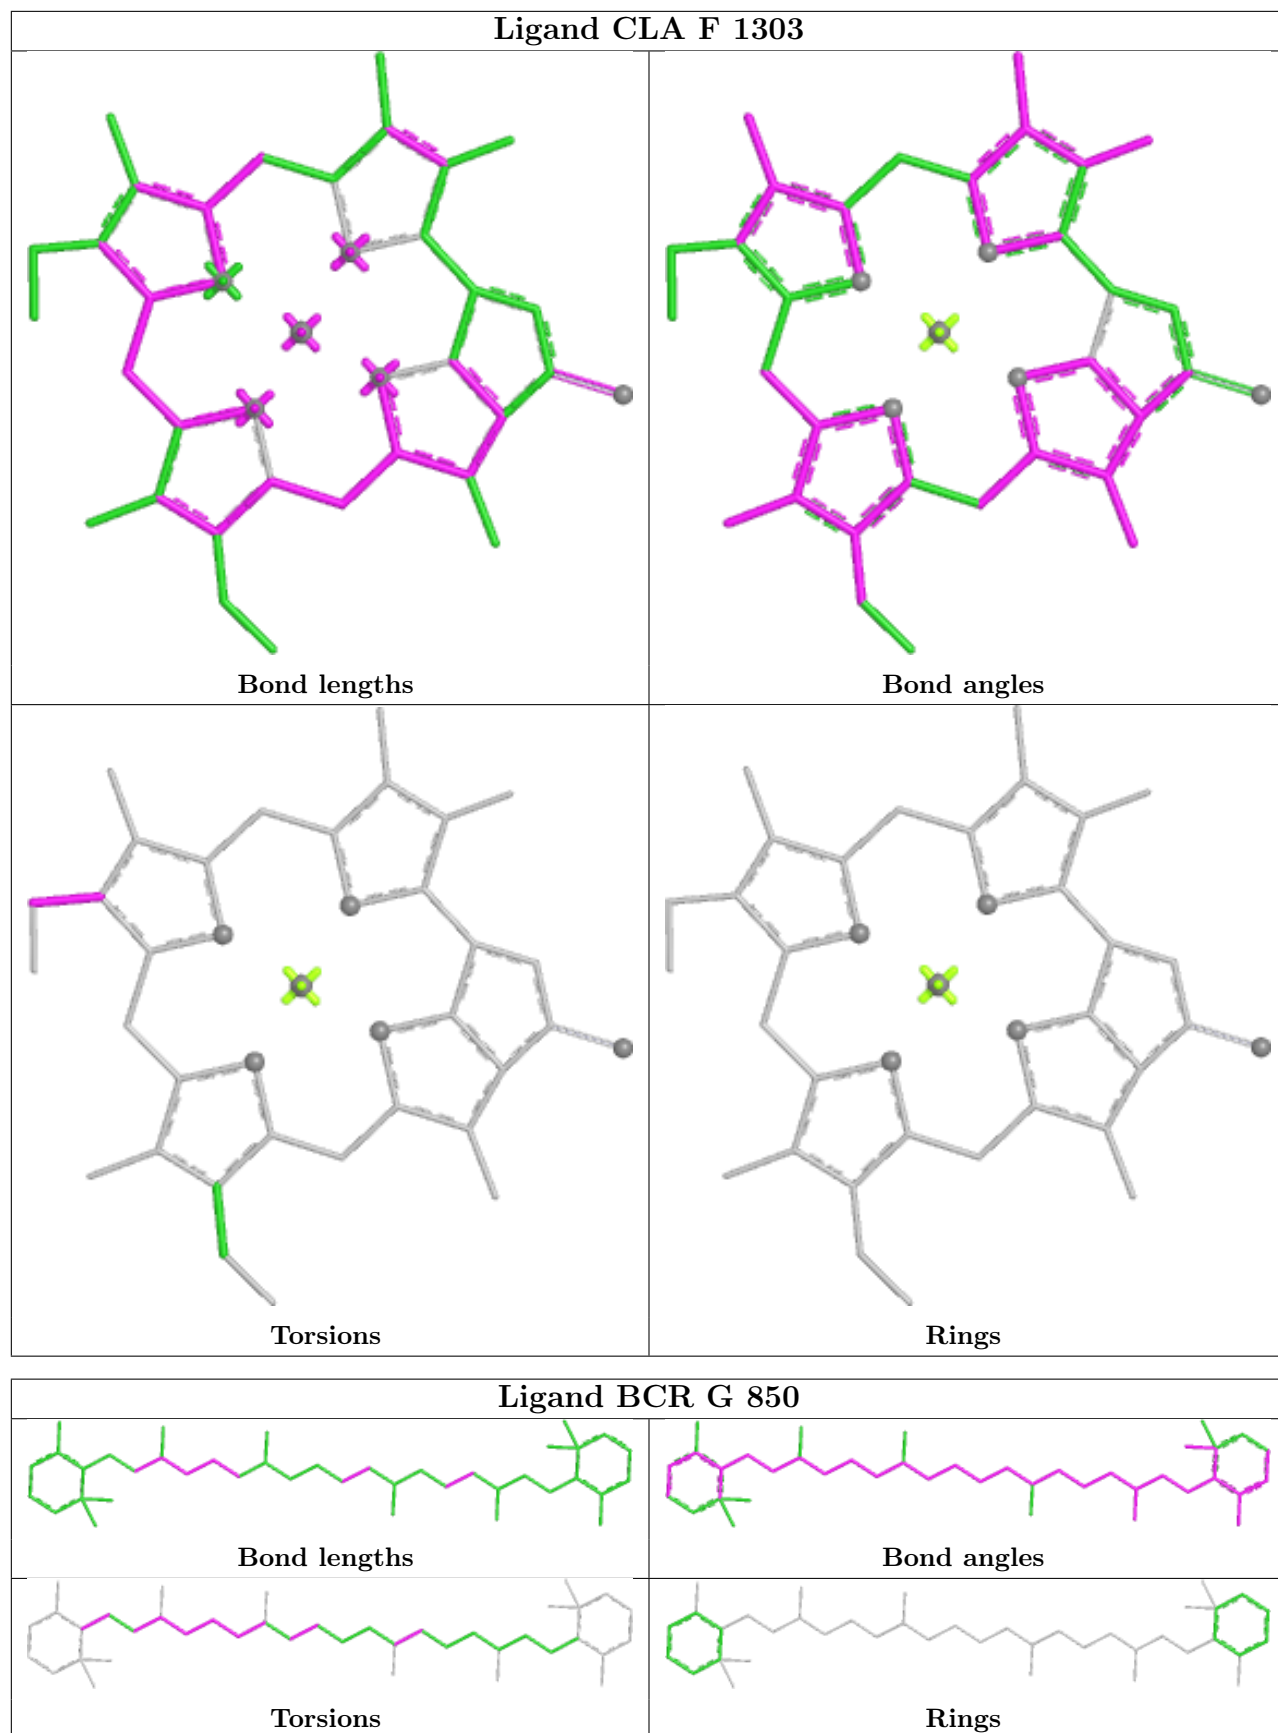 Ligand CLA F 1303
Bond lengths
Bond angles
Torsions
Rings
Ligand BCR G 850
Bond lengths
Bond angles
Torsions
Rings